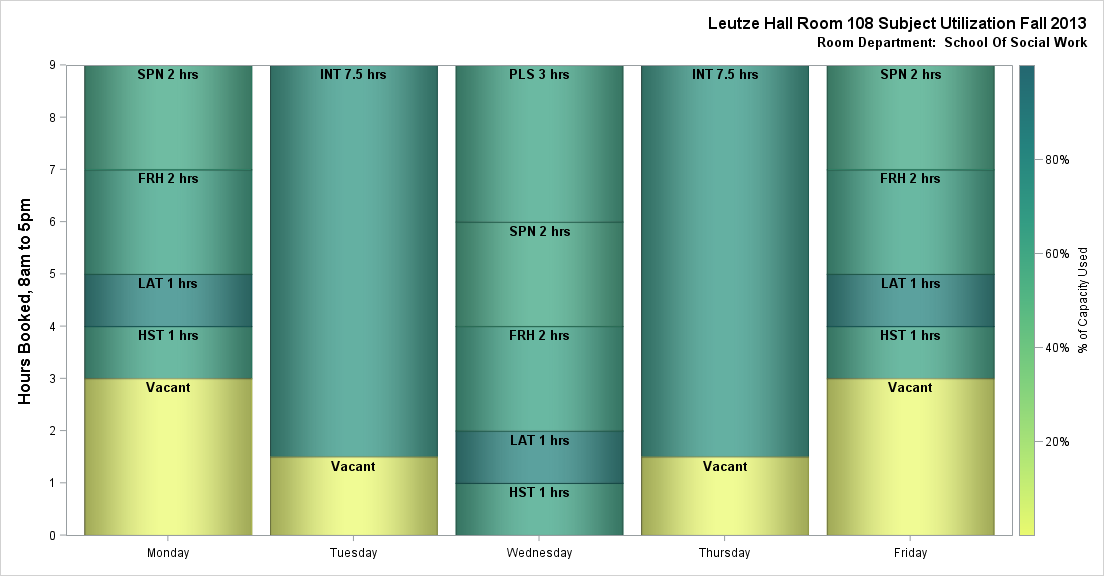 Leutze Hall Room 108 Subject Utilization Fall 2013
Room Department: School Of Social Work
Hours Booked, 8am to 5pm
9
8
7
6
5
4
3
2
1
0
SPN 2 hrs
FRH 2 hrs
LAT 1 hrs
HST 1 hrs
Vacant
Monday
INT 7.5 hrs
Vacant
Tuesday
PLS 3 hrs
SPN 2 hrs
FRH 2 hrs
LAT 1 hrs
HST 1 hrs
Wednesday
INT 7.5 hrs
Vacant
Thursday
SPN 2 hrs
FRH 2 hrs
LAT 1 hrs
HST 1 hrs
Vacant
Friday
80%
60%
40%
20%
% of Capacity Used